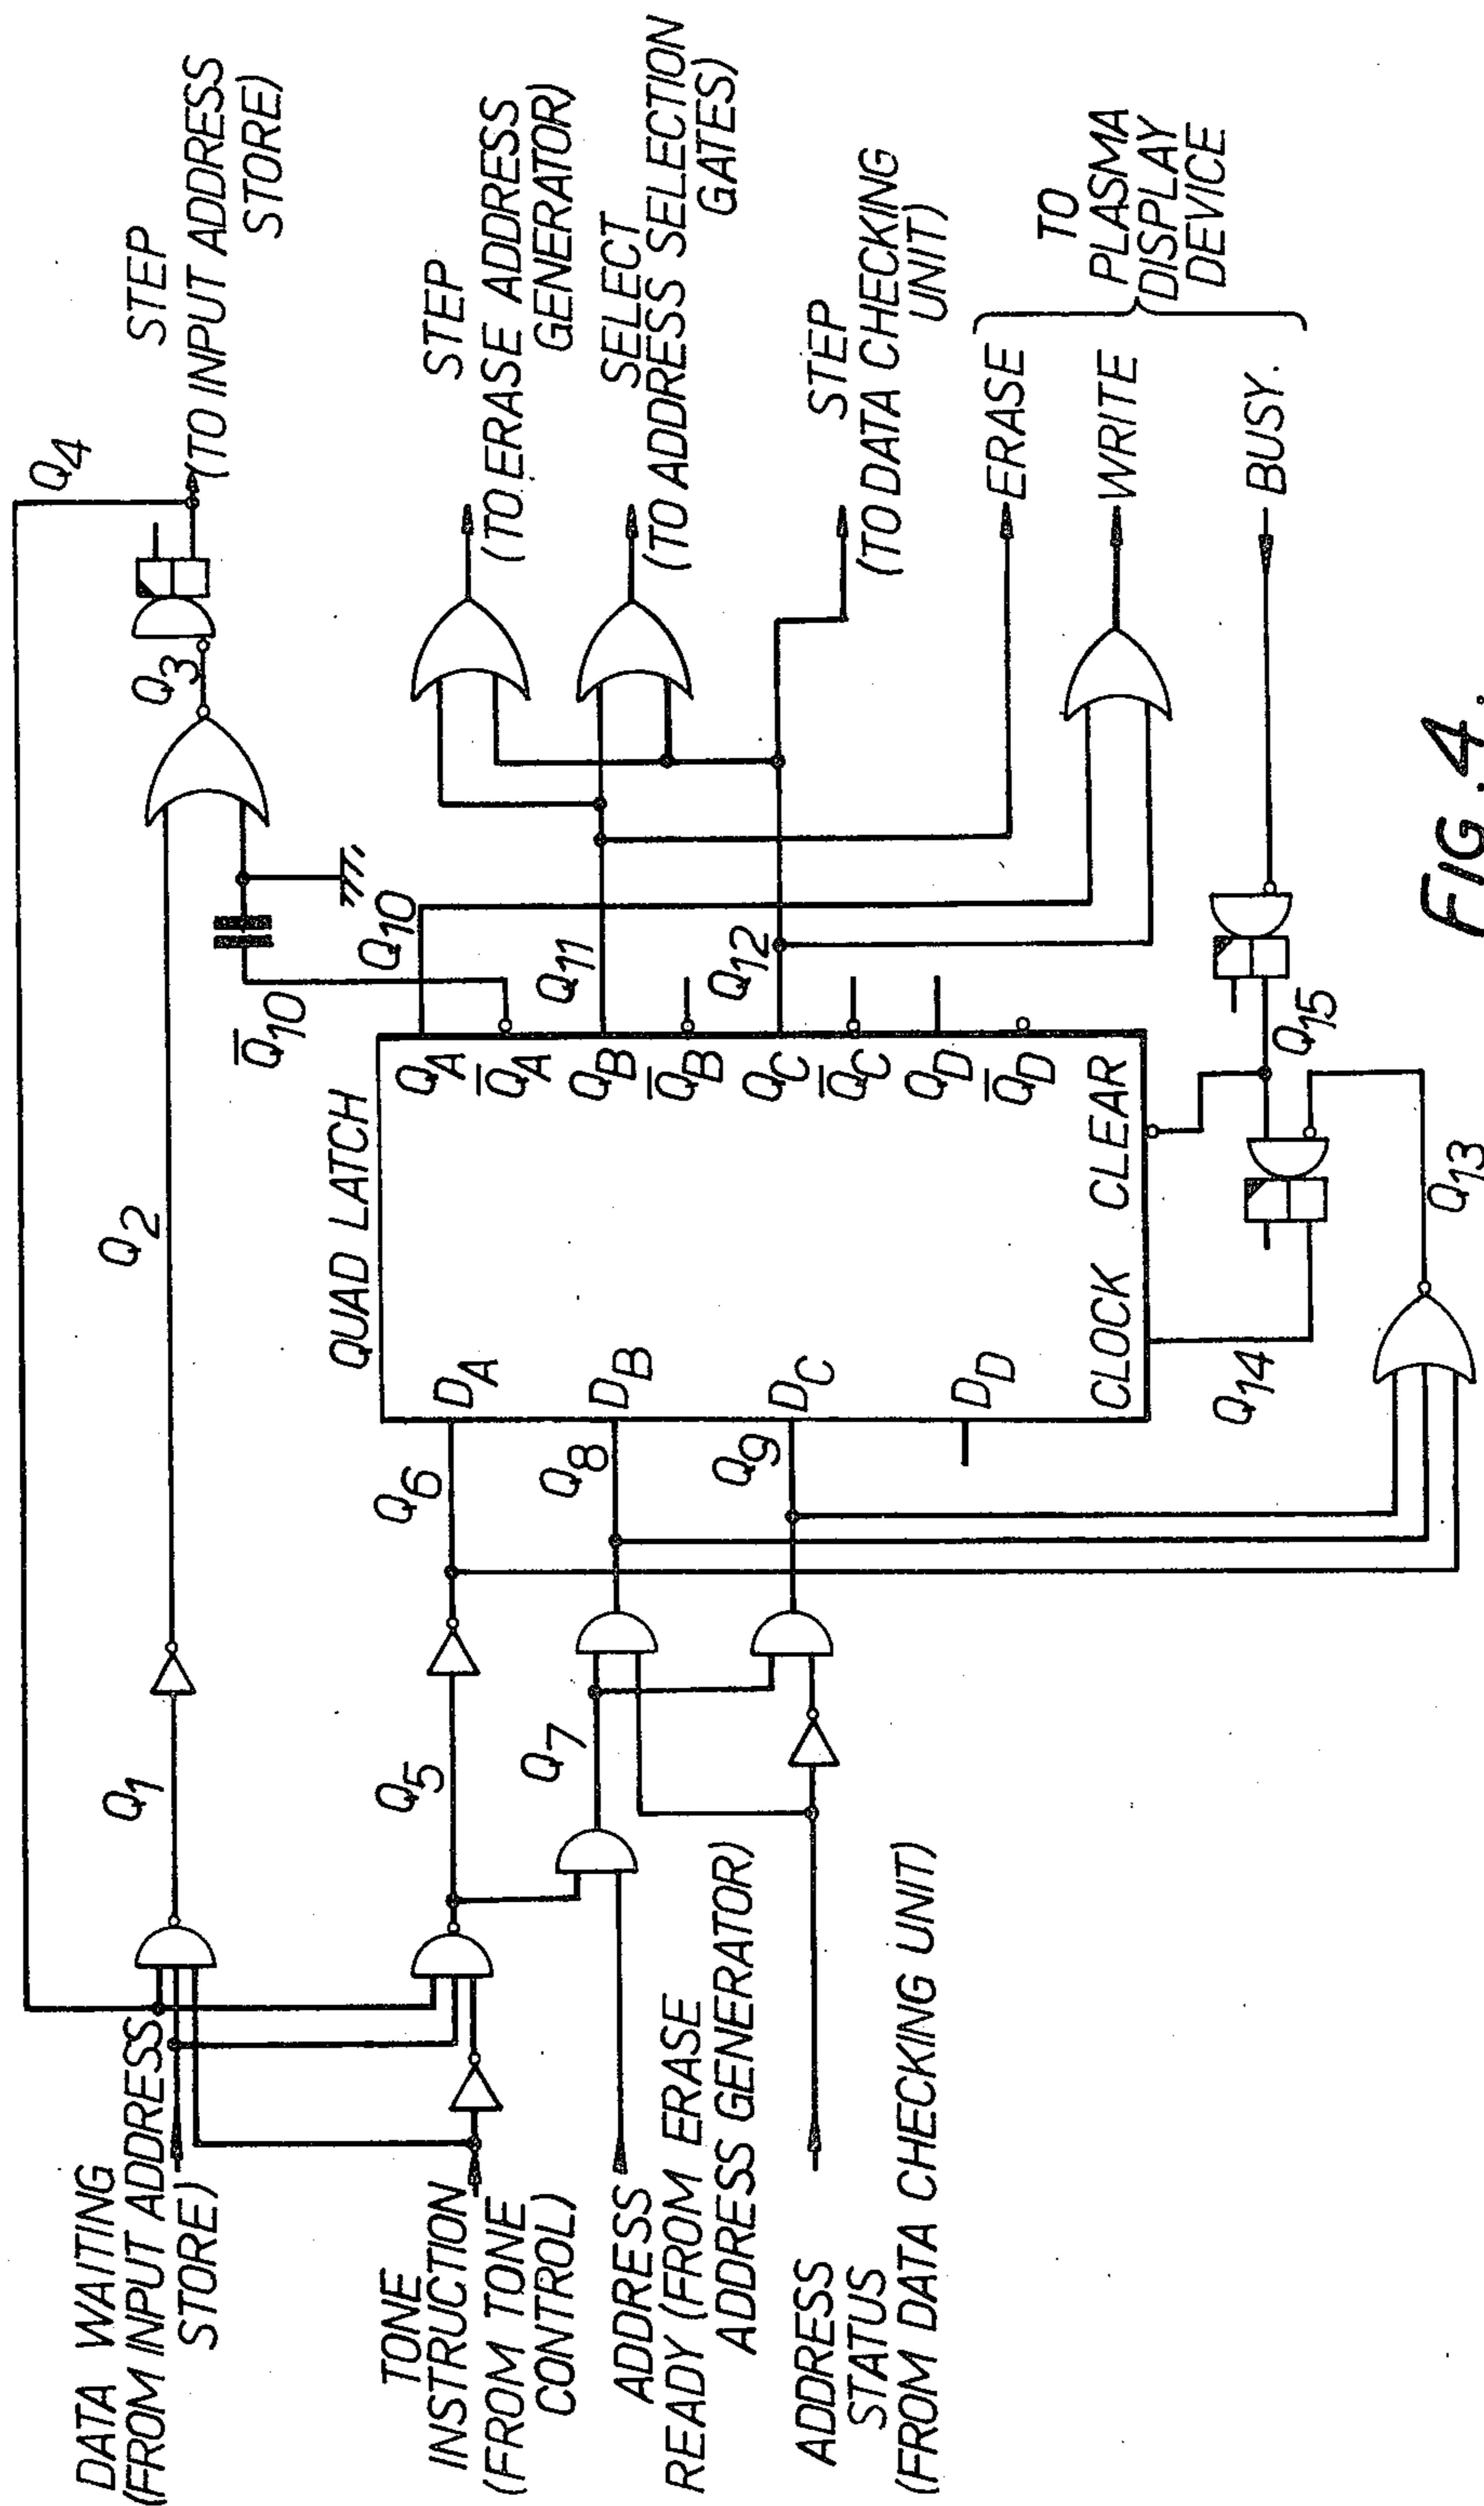 DATA WAITING
(FROM INPUT ADDRESS
STORE)
Q1
Q2
Q3
Q4
STEP
(TO INPUT ADDRESS
STORE)
TONE
INSTRUCTION
(FROM TONE
CONTROL)
Q5
Q6
ADDRESS
READY (FROM ERASE
ADDRESS GENERATOR)
Q7
Q8
ADDRESS
STATUS
(FROM DATA CHECKING UNIT)
Q9
QUAD LATCH
DA
DB
DC
DD
CLOCK
CLEAR
QA
Q̅A
QB
Q̅B
QC
Q̅C
QD
Q̅D
Q̅10
Q10
Q11
Q12
Q13
Q14
Q15
STEP
(TO ERASE ADDRESS
GENERATOR)
SELECT
(TO ADDRESS SELECTION
GATES)
STEP
(TO DATA CHECKING
UNIT)
ERASE
WRITE
BUSY.
TO
PLASMA
DISPLAY
DEVICE
FIG.4.